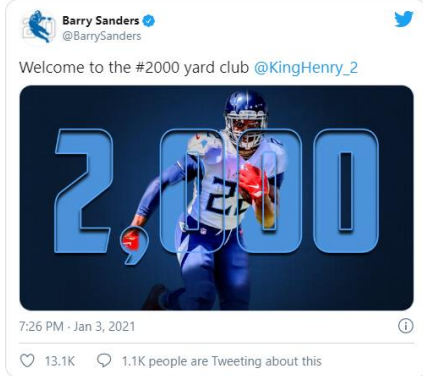 Barry Sanders
@BarrySanders
Welcome to the #2000 yard club @KingHenry_2
2,000
22
7:26 PM · Jan 3, 2021
13.1K 1.1K people are Tweeting about this